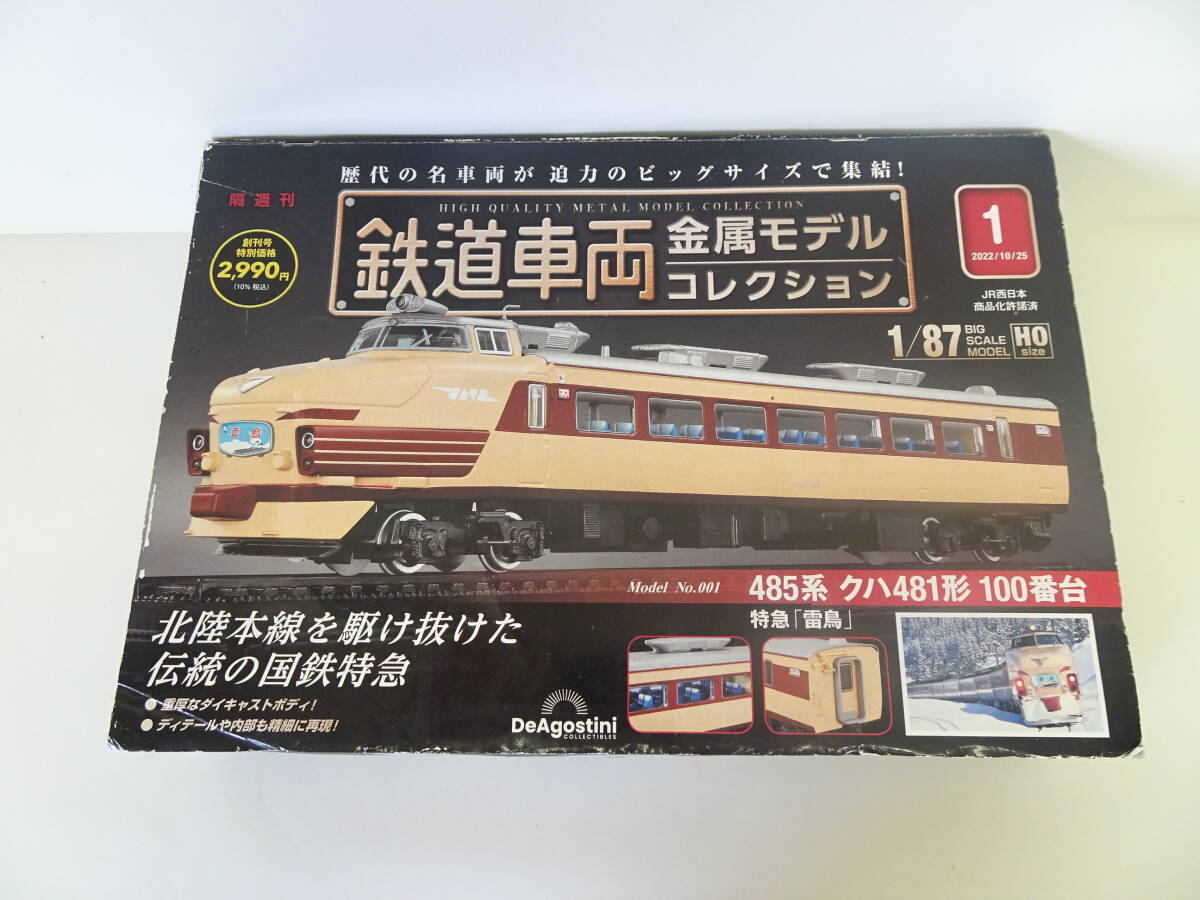 歴代の名車両が 迫力のビッグサイズで集結!
隔週刊
HIGH QUALITY METAL MODEL COLLECTION
鉄道車両
金属モデル
コレクション
創刊号
特別価格
2,990円
(10%税込)
1
2022/10/25
JR西日本
商品化許諾済
1/87 BIG SCALE MODEL HO size
雷鳥
Model No.001
485系 クハ481形 100番台
特急「雷鳥」
北陸本線を駆け抜けた
伝統の国鉄特急
● 重厚なダイキャストボディ!
● ディテールや内部も精細に再現!
DeAgostini
COLLECTIBLES